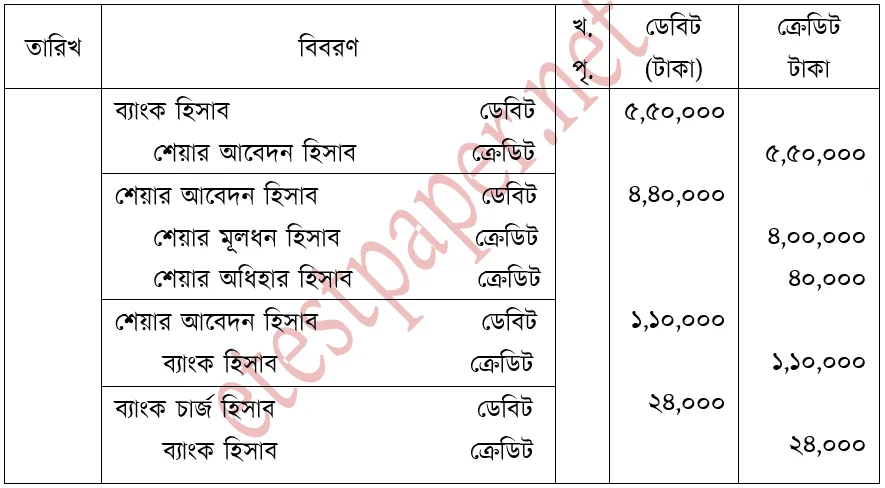 তারিখ বিবরণ খ. পৃ. ডেবিট (টাকা) ক্রেডিট টাকা
ব্যাংক হিসাব ডেবিট ৫,৫০,০০০
শেয়ার আবেদন হিসাব ক্রেডিট ৫,৫০,০০০
শেয়ার আবেদন হিসাব ডেবিট ৪,৪০,০০০
শেয়ার মূলধন হিসাব ক্রেডিট ৪,০০,০০০
শেয়ার অধিহার হিসাব ক্রেডিট ৪০,০০০
শেয়ার আবেদন হিসাব ডেবিট ১,১০,০০০
ব্যাংক হিসাব ক্রেডিট ১,১০,০০০
ব্যাংক চার্জ হিসাব ডেবিট ২৪,০০০
ব্যাংক হিসাব ক্রেডিট ২৪,০০০
etestpaper.net